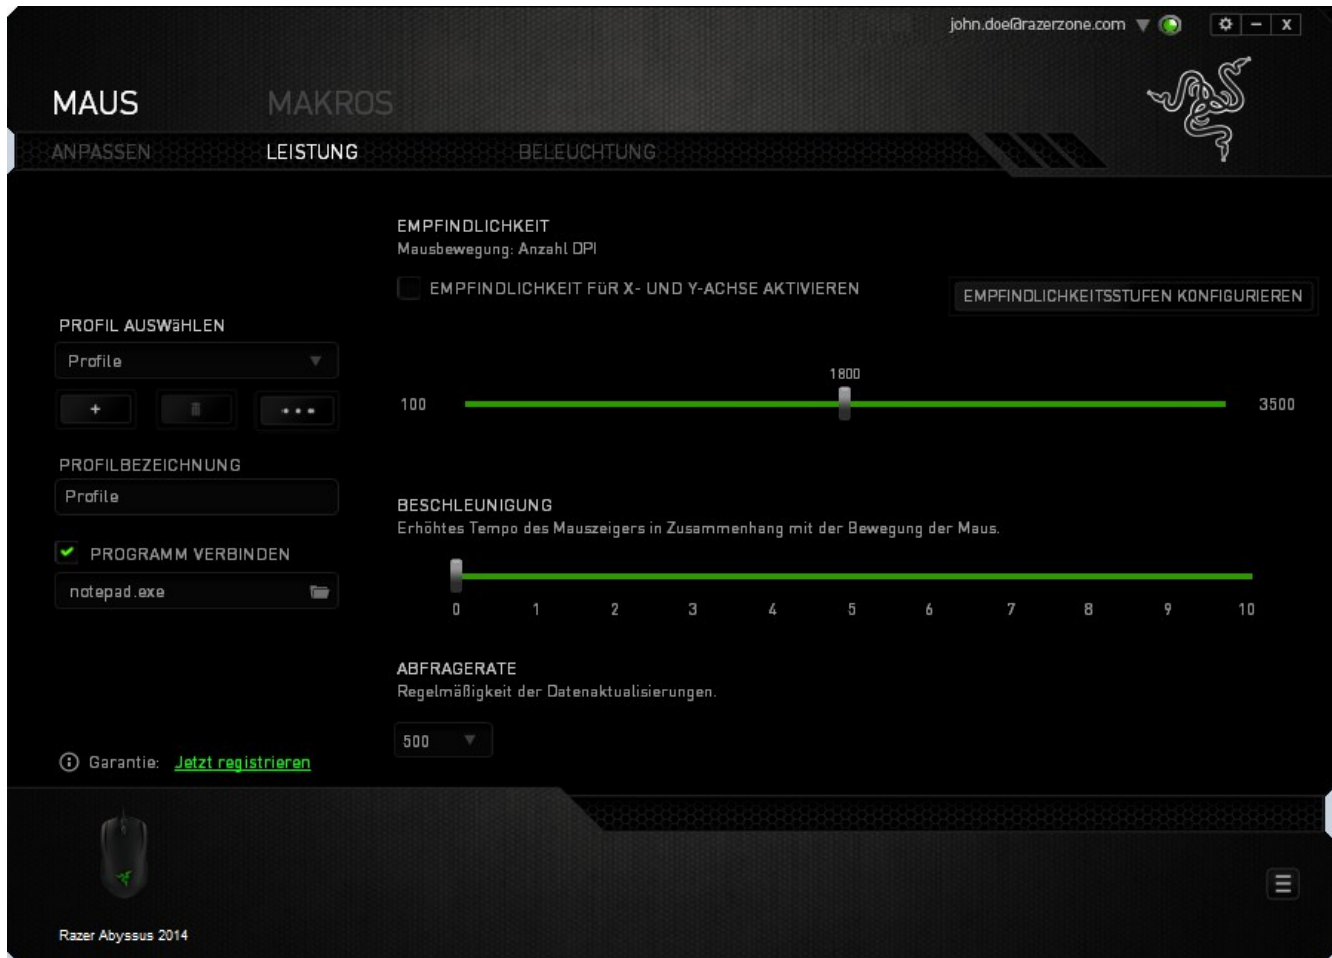 john.doe@razerzone.com
MAUS
MAKROS
ANPASSEN
LEISTUNG
BELEUCHTUNG
EMPFINDLICHKEIT
Mausbewegung: Anzahl DPI
EMPFINDLICHKEIT FÜR X- UND Y-ACHSE AKTIVIEREN
EMPFINDLICHKEITSSTUFEN KONFIGURIEREN
PROFIL AUSWäHLEN
Profile
1800
100
3500
PROFILBEZEICHNUNG
Profile
BESCHLEUNIGUNG
Erhöhtes Tempo des Mauszeigers in Zusammenhang mit der Bewegung der Maus.
PROGRAMM VERBINDEN
notepad.exe
0 1 2 3 4 5 6 7 8 9 10
ABFRAGERATE
Regelmäßigkeit der Datenaktualisierungen.
500
Garantie: Jetzt registrieren
Razer Abyssus 2014